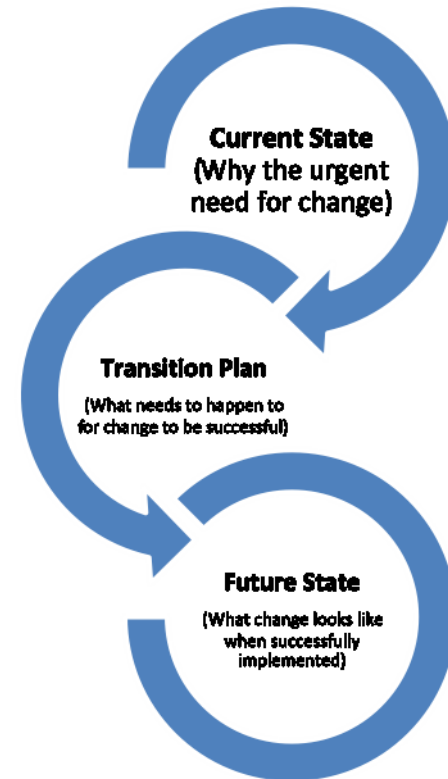 Current State
(Why the urgent
need for change)
Transition Plan
(What needs to happen to
for change to be successful)
Future State
(What change looks like
when successfully
implemented)